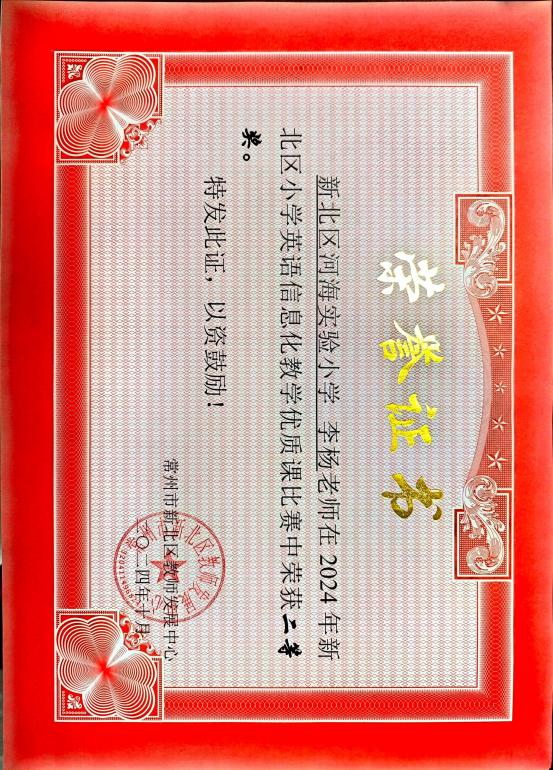 荣誉证书
新北区河海实验小学 李杨老师在2024年新
北区小学英语信息化教学优质课比赛中荣获二等
奖。
特发此证，以资鼓励！
常州市新北区教师发展中心
二〇二四年十月